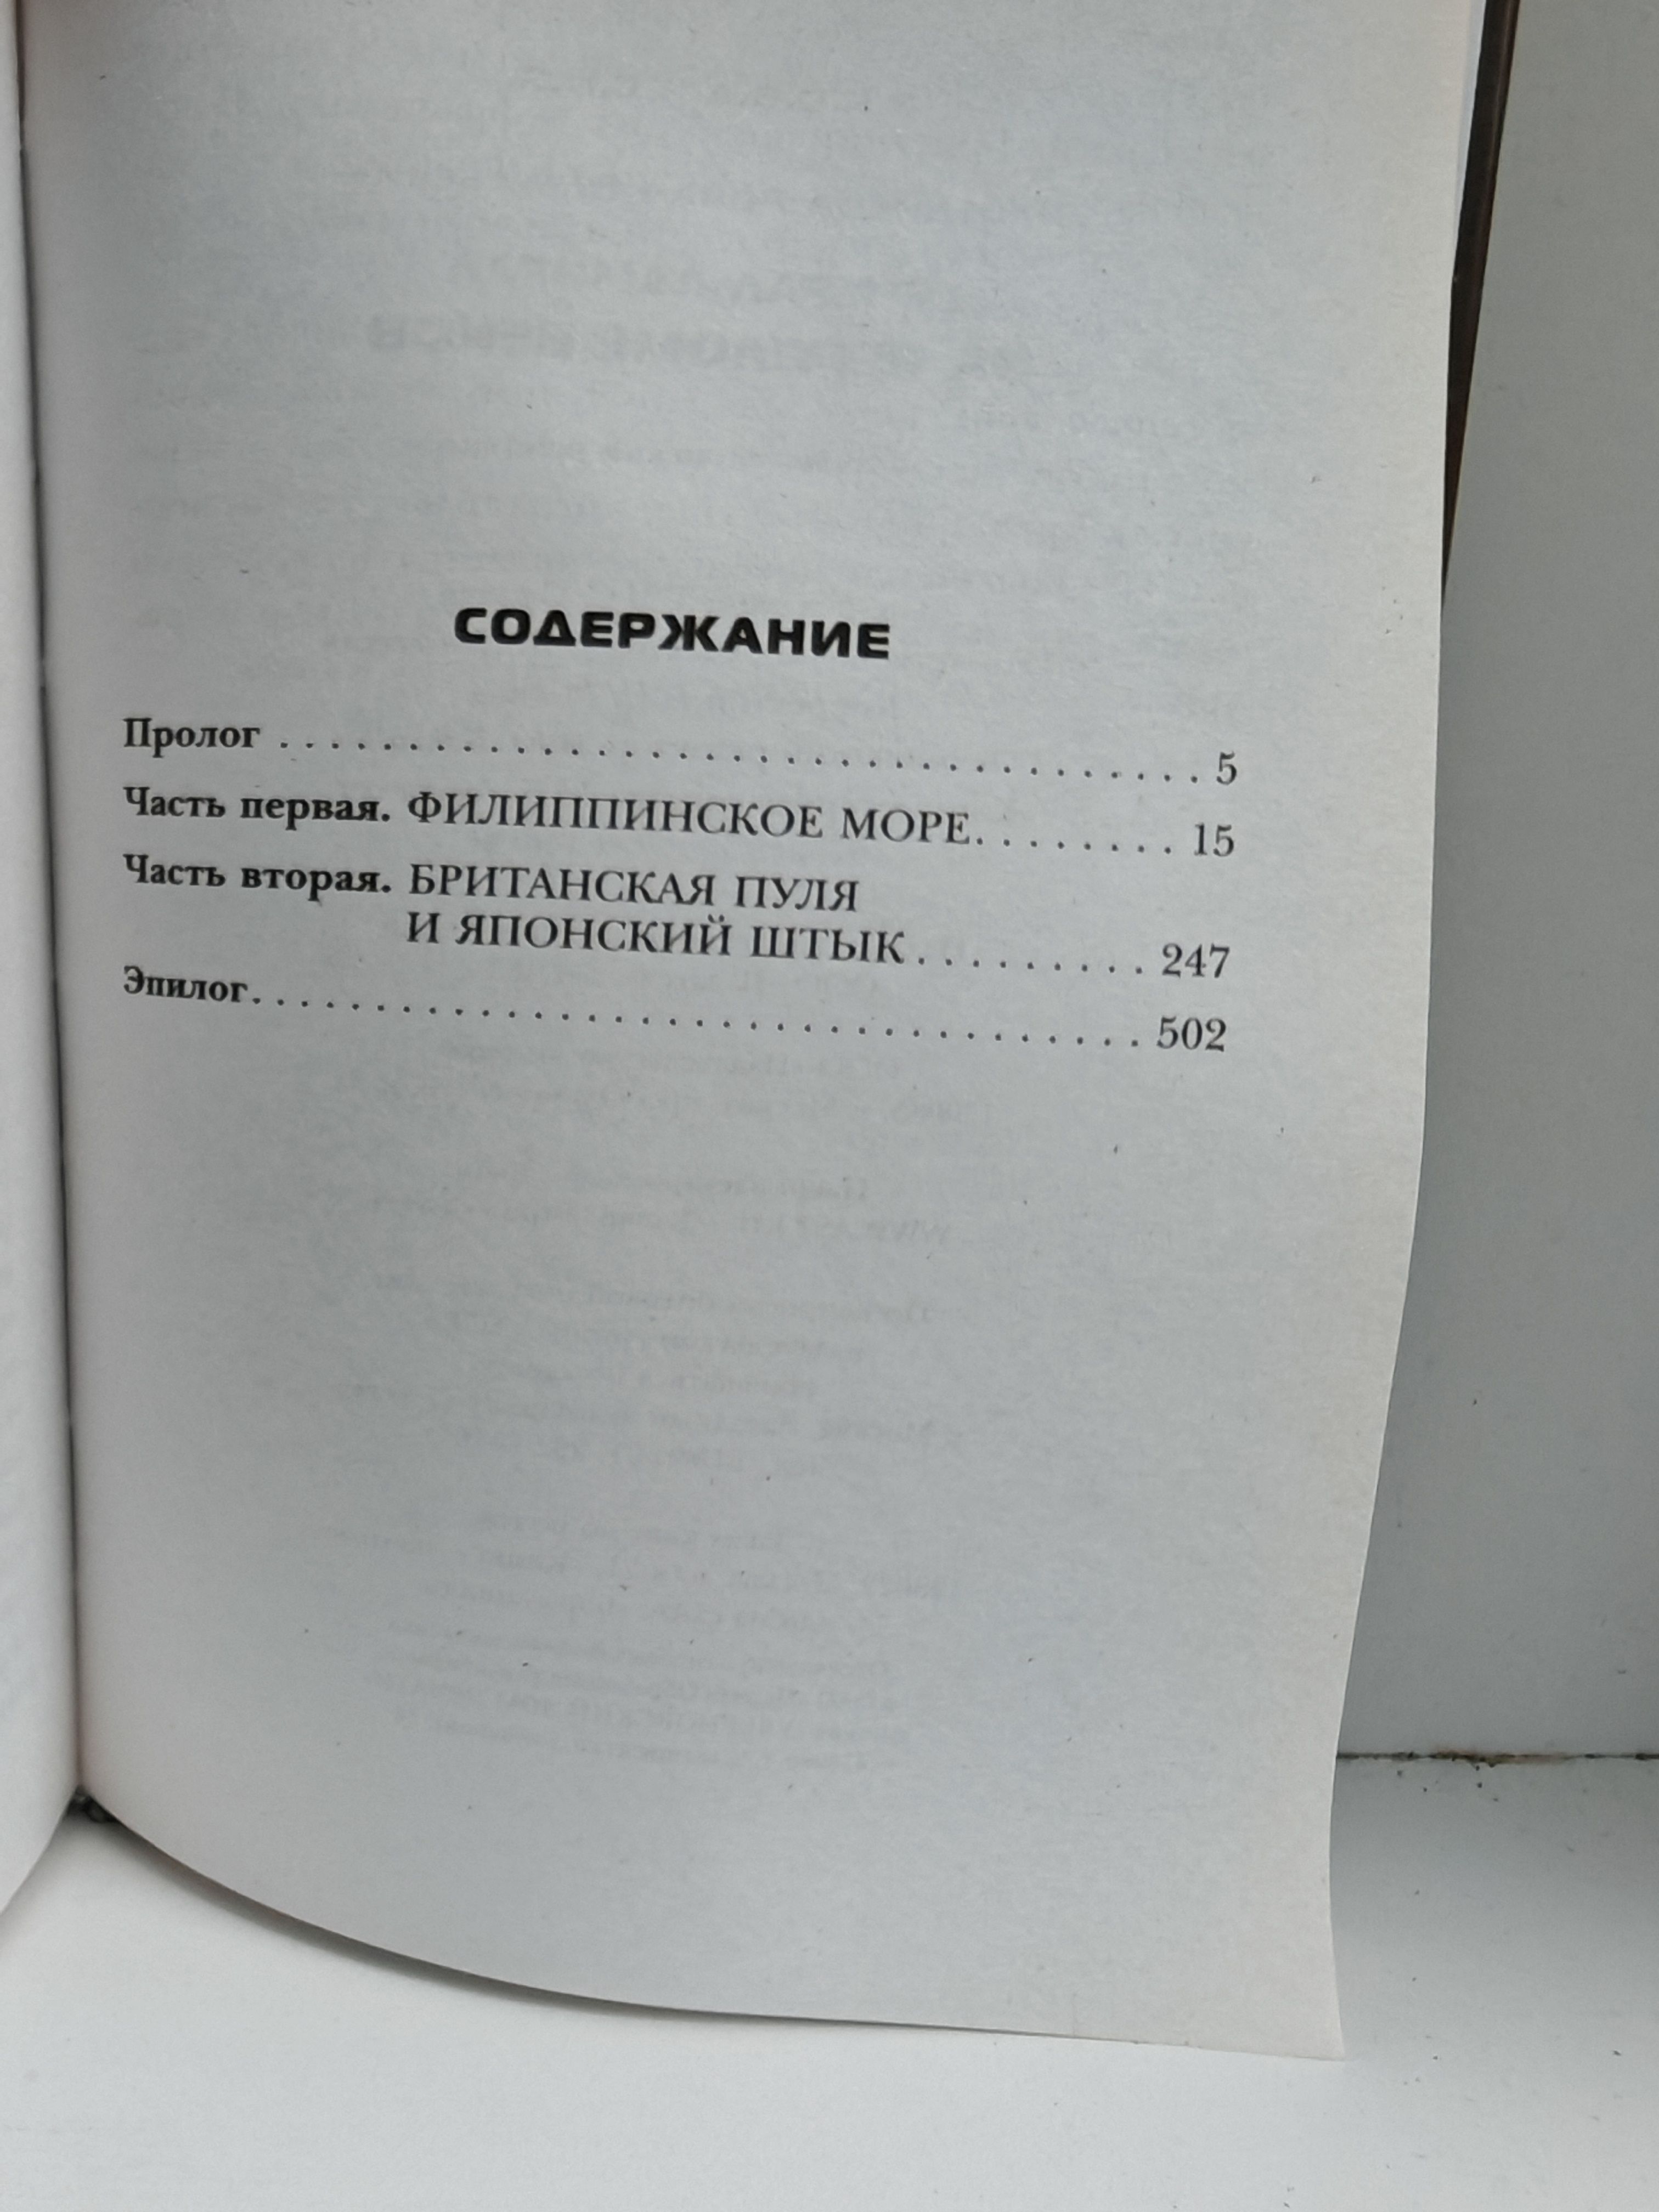 СОДЕРЖАНИЕ
Пролог . . . . . . . . . . . . . . . . . . . . . . . . . . . . . . . . . . . 5
Часть первая. ФИЛИППИНСКОЕ МОРЕ. . . . . . . . 15
Часть вторая. БРИТАНСКАЯ ПУЛЯ
И ЯПОНСКИЙ ШТЫК . . . . . . . . . 247
Эпилог. . . . . . . . . . . . . . . . . . . . . . . . . . . . . . . . . . 502